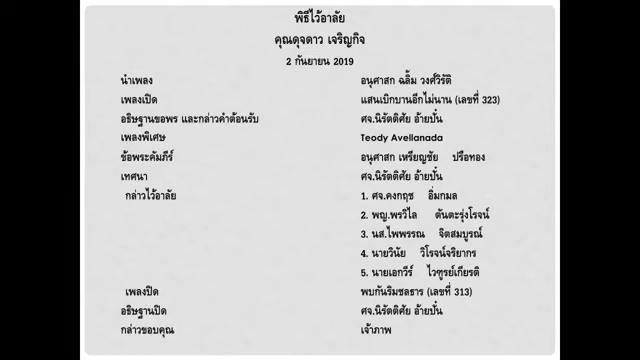 พิธีไว้อาลัย
คุณดุจดาว เจริญกิจ
2 กันยายน 2019
นำเพลง อนุศาสก ฉลิ้ม วงศ์วิรัติ
เพลงเปิด แสนเบิกบานอีกไม่นาน (เลขที่ 323)
อธิษฐานขอพร และกล่าวคำต้อนรับ ศจ.นิรัตติศัย อ้ายปั๋น
เพลงพิเศษ Teody Avellanada
ข้อพระคัมภีร์ อนุศาสก เหรียญชัย ปรือทอง
เทศนา ศจ.นิรัตติศัย อ้ายปั๋น
กล่าวไว้อาลัย 1. ศจ.คงกฤช อิ่มกมล
2. พญ.พรวิไล ตันตะรุ่งโรจน์
3. นส.ไพพรรณ จิตสมบูรณ์
4. นายวินัย วิโรจน์จริยากร
5. นายเอกวีร์ ไวฑูรย์เกียรติ
เพลงปิด พบกันริมชลธาร (เลขที่ 313)
อธิษฐานปิด ศจ.นิรัตติศัย อ้ายปั๋น
กล่าวขอบคุณ เจ้าภาพ